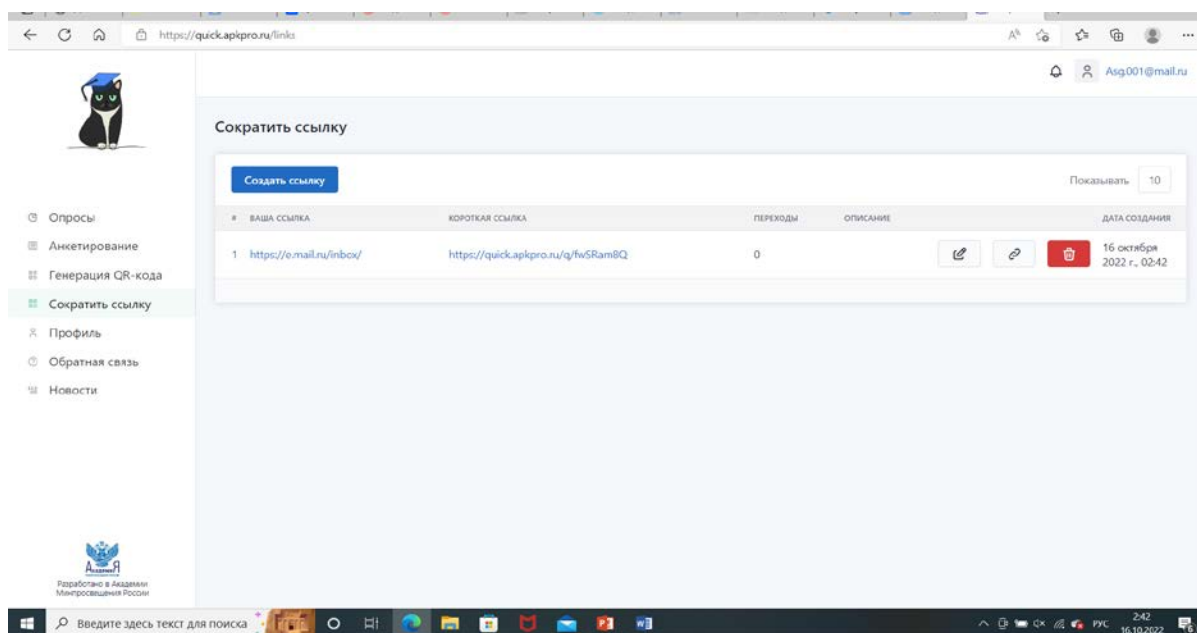 https://quick.apkpro.ru/links
Asg.001@mail.ru
Сократить ссылку
Создать ссылку
Показывать 10
# ВАША ССЫЛКА КОРОТКАЯ ССЫЛКА ПЕРЕХОДЫ ОПИСАНИЕ ДАТА СОЗДАНИЯ
1 https://e.mail.ru/inbox/ https://quick.apkpro.ru/q/fwSRam8Q 0 16 октября
2022 г., 02:42
Опросы
Анкетирование
Генерация QR-кода
Сократить ссылку
Профиль
Обратная связь
Новости
АкадемиЯ
Разработано в Академии
Минпросвещения России
Введите здесь текст для поиска
РУС
2:42
16.10.2022